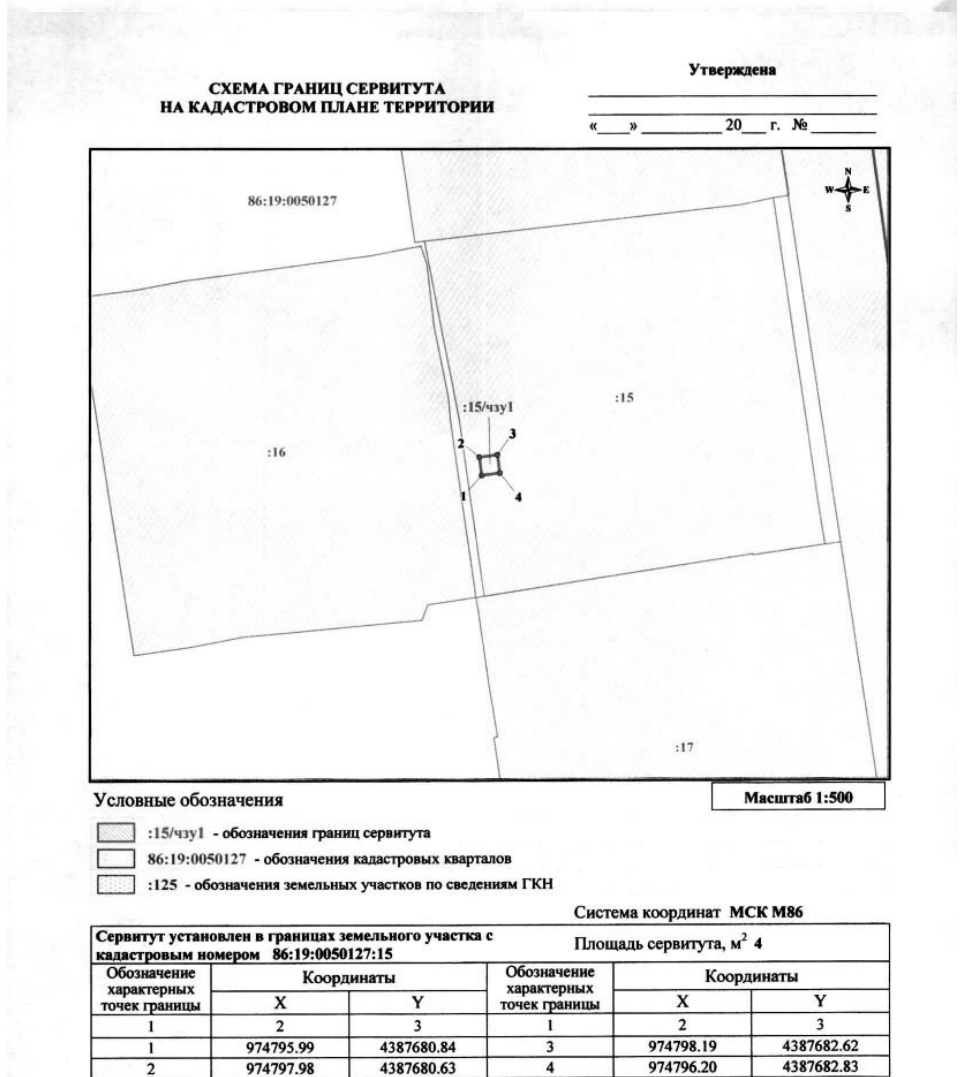 Утверждена
СХЕМА ГРАНИЦ СЕРВИТУТА
НА КАДАСТРОВОМ ПЛАНЕ ТЕРРИТОРИИ
«____» __________ 20___ г. № ________
N
W E
S
86:19:0050127
:15
:15/чзу1
2 3
:16
1 4
:17
Условные обозначения
Масштаб 1:500
:15/чзу1 - обозначения границ сервитута
86:19:0050127 - обозначения кадастровых кварталов
:125 - обозначения земельных участков по сведениям ГКН
Система координат МСК М86
Сервитут установлен в границах земельного участка с
кадастровым номером 86:19:0050127:15
Площадь сервитута, м² 4
Обозначение характерных точек границы Координаты Обозначение характерных точек границы Координаты
X Y X Y
1 2 3 1 2 3
1 974795.99 4387680.84 3 974798.19 4387682.62
2 974797.98 4387680.63 4 974796.20 4387682.83